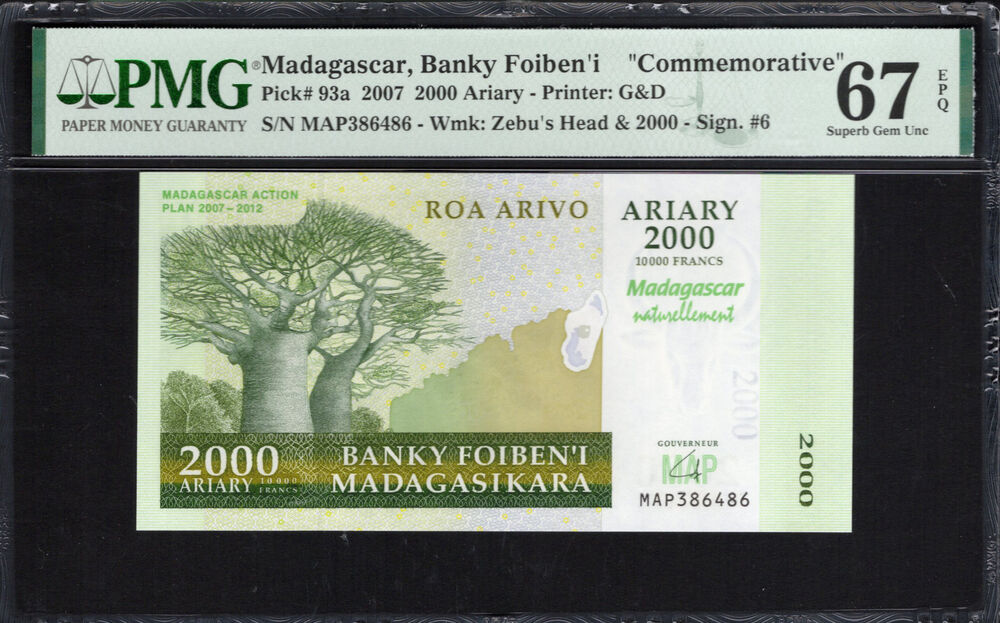 PMG®
PAPER MONEY GUARANTY
Madagascar, Banky Foiben'i "Commemorative"
Pick# 93a 2007 2000 Ariary - Printer: G&D
S/N MAP386486 - Wmk: Zebu's Head & 2000 - Sign. #6
67
EPQ
Superb Gem Unc
MADAGASCAR ACTION
PLAN 2007-2012
ROA ARIVO
ARIARY
2000
10000 FRANCS
Madagascar
naturellement
2000
2000
ARIARY
10000
FRANCS
BANKY FOIBEN'I
MADAGASIKARA
GOUVERNEUR
MAP
MAP386486
2000